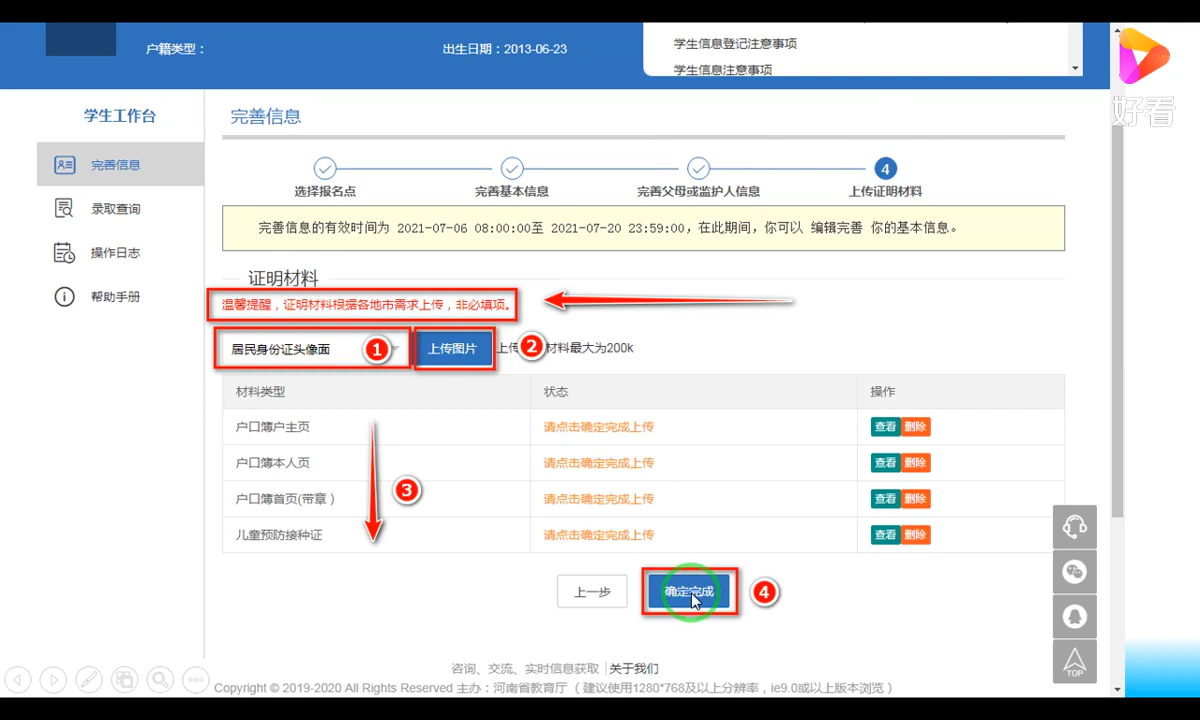 户籍类型：
出生日期：2013-06-23
学生信息登记注意事项
学生信息注意事项
好看
学生工作台
完善信息
录取查询
操作日志
帮助手册
完善信息
4
选择报名点
完善基本信息
完善父母或监护人信息
上传证明材料
完善信息的有效时间为 2021-07-06 08:00:00至 2021-07-20 23:59:00，在此期间，你可以 编辑完善 你的基本信息。
证明材料
温馨提醒，证明材料根据各地市需求上传，非必填项。
居民身份证头像面 1 上传图片 上传 2 材料最大为200k
材料类型 状态 操作
户口簿户主页 请点击确定完成上传 查看 删除
户口簿本人页 请点击确定完成上传 查看 删除
户口簿首页(带章） 请点击确定完成上传 查看 删除
儿童预防接种证 请点击确定完成上传 查看 删除
3
上一步 确定完成 4
TOP
咨询、交流、实时信息获取 |关于我们
Copyright © 2019-2020 All Rights Reserved 主办：河南省教育厅（ 建议使用1280*768及以上分辨率，ie9.0或以上版本浏览 ）